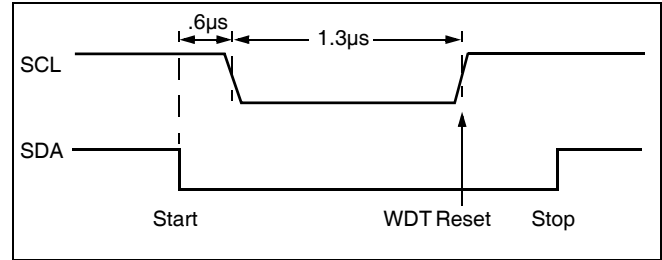 .6µs
1.3µs
SCL
SDA
Start
WDT Reset
Stop